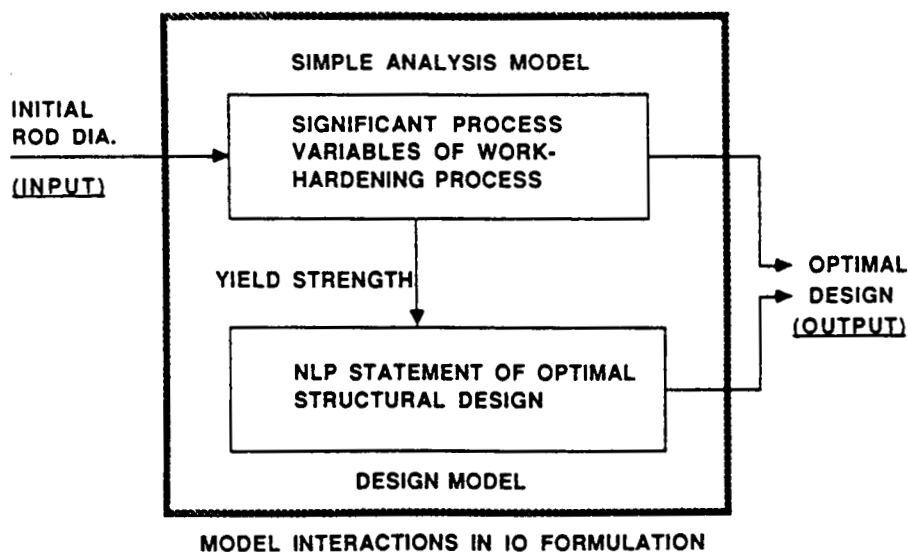 SIMPLE ANALYSIS MODEL
INITIAL
ROD DIA.
(INPUT)
SIGNIFICANT PROCESS
VARIABLES OF WORK-
HARDENING PROCESS
YIELD STRENGTH
OPTIMAL
DESIGN
(OUTPUT)
NLP STATEMENT OF OPTIMAL
STRUCTURAL DESIGN
DESIGN MODEL
MODEL INTERACTIONS IN IO FORMULATION